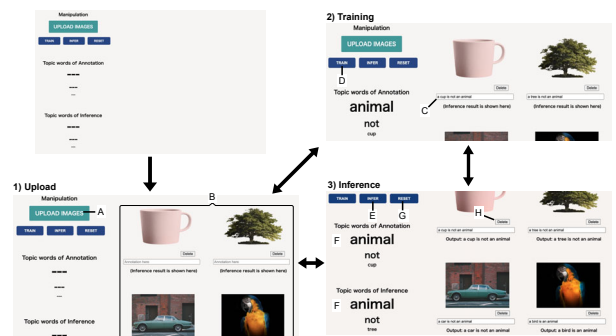 Manipulation
UPLOAD IMAGES
TRAIN
INFER
RESET
Topic words of Annotation
---
---
---
Topic words of Inference
---
---
---
2) Training
Manipulation
UPLOAD IMAGES
TRAIN
INFER
RESET
D
Topic words of Annotation
animal
not
cup
Delete
Delete
C
a cup is not an animal
a tree is not an animal
(Inference result is shown here)
(Inference result is shown here)
1) Upload
Manipulation
UPLOAD IMAGES
A
TRAIN
INFER
RESET
Topic words of Annotation
---
---
---
Topic words of Inference
---
B
Delete
Delete
Annotation here
Annotation here
(Inference result is shown here)
(Inference result is shown here)
3) Inference
TRAIN
INFER
RESET
E
G
Topic words of Annotation
F
animal
not
cup
Topic words of Inference
F
animal
not
tree
H
Delete
Delete
a cup is not an animal
a tree is not an animal
Output: a cup is not an animal
Output: a tree is not an animal
Delete
Delete
a car is not an animal
a bird is an animal
Output: a car is not an animal
Output: a bird is an animal